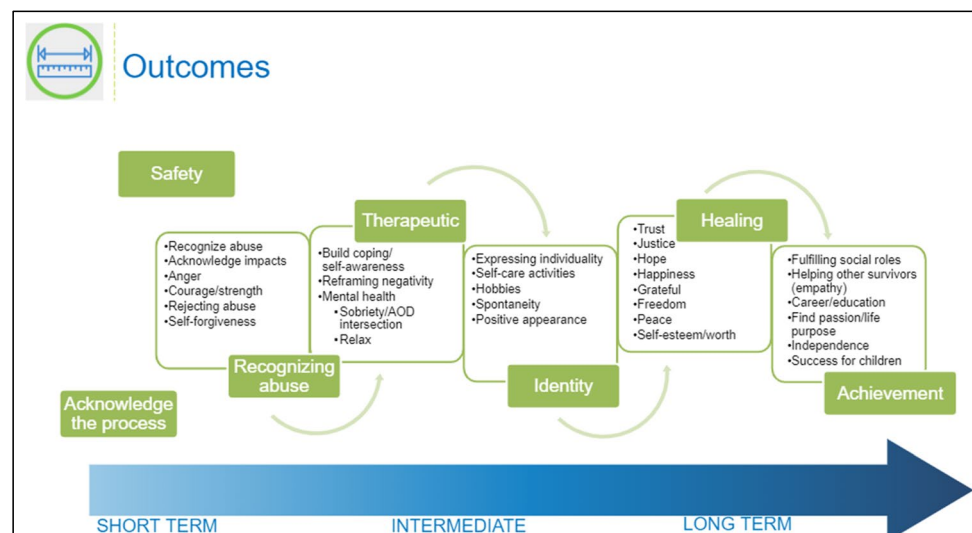 Outcomes
Safety
•Recognize abuse
•Acknowledge impacts
•Anger
•Courage/strength
•Rejecting abuse
•Self-forgiveness
Recognizing
abuse
Acknowledge
the process
Therapeutic
•Build coping/
self-awareness
•Reframing negativity
•Mental health
•Sobriety/AOD
intersection
•Relax
•Expressing individuality
•Self-care activities
•Hobbies
•Spontaneity
•Positive appearance
Identity
Healing
•Trust
•Justice
•Hope
•Happiness
•Grateful
•Freedom
•Peace
•Self-esteem/worth
•Fulfilling social roles
•Helping other survivors
(empathy)
•Career/education
•Find passion/life
purpose
•Independence
•Success for children
Achievement
SHORT TERM
INTERMEDIATE
LONG TERM